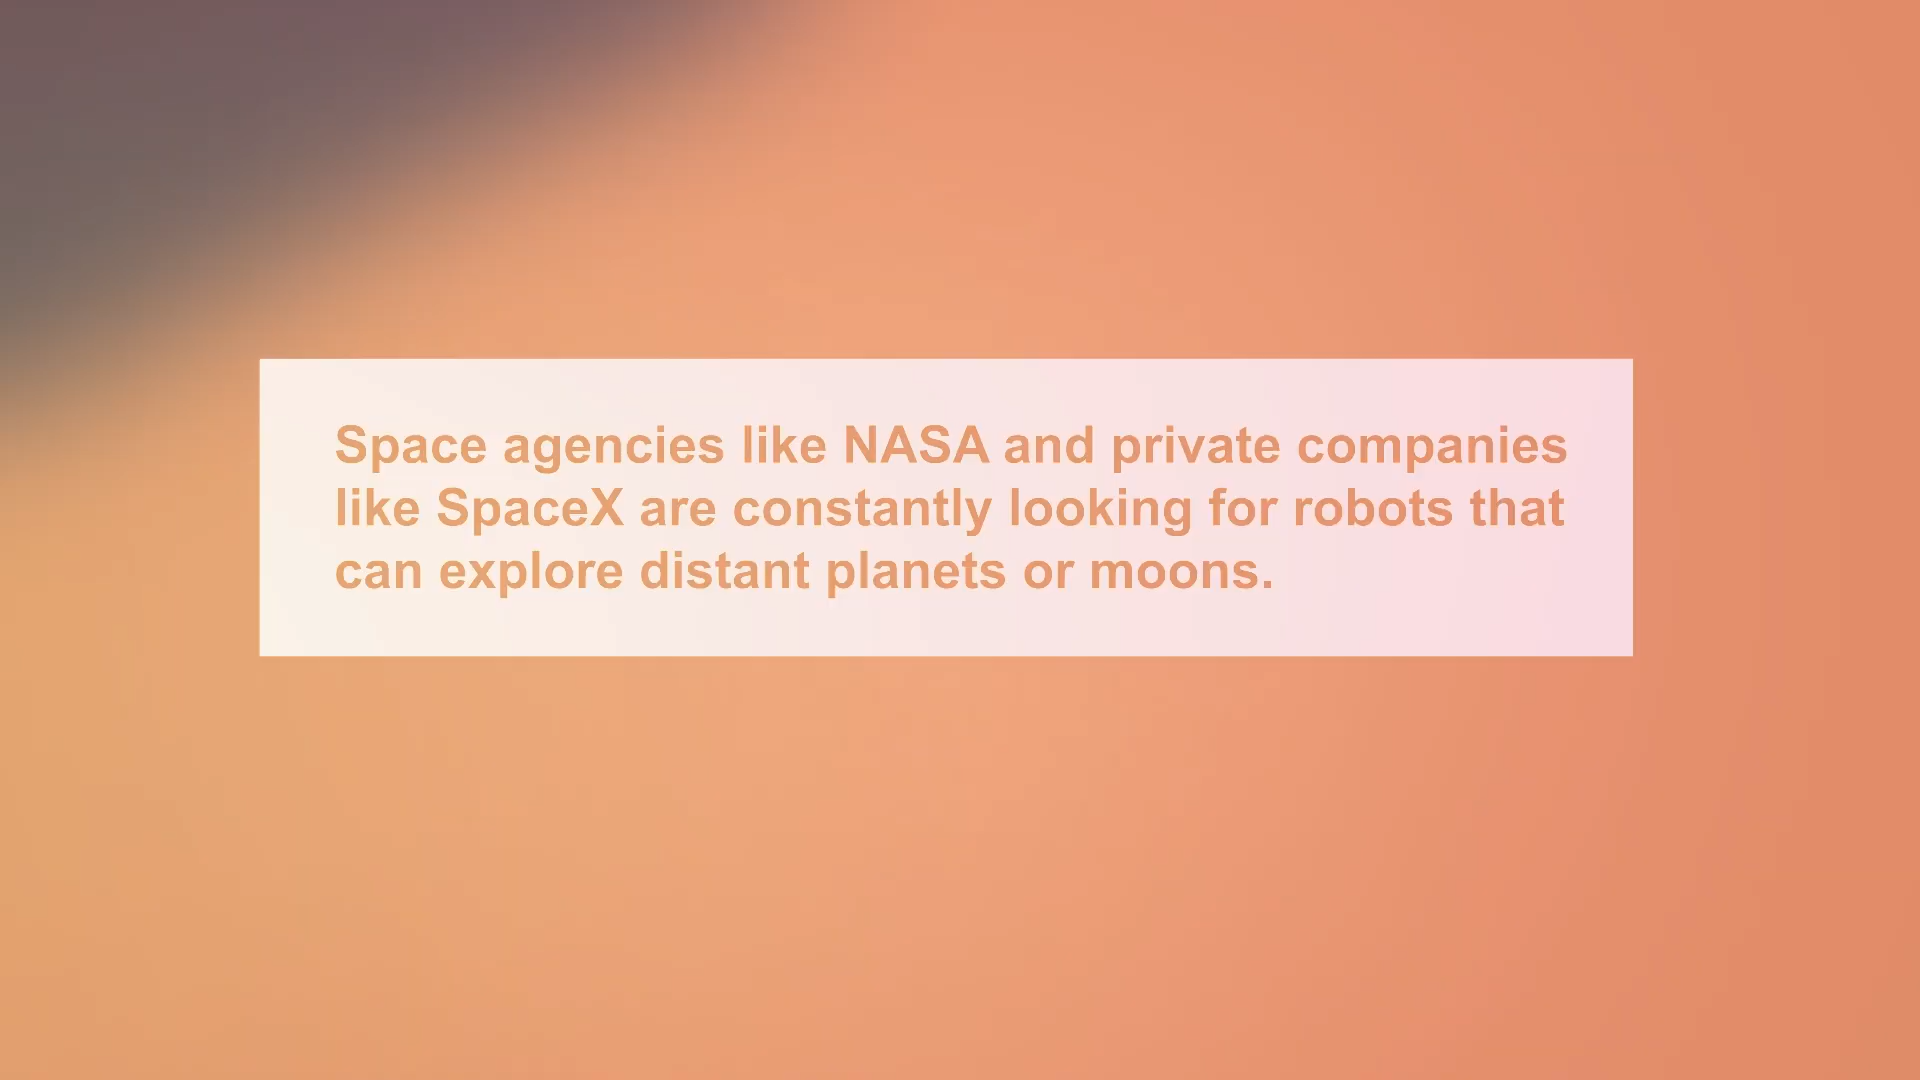 Space agencies like NASA and private companies
like SpaceX are constantly looking for robots that
can explore distant planets or moons.